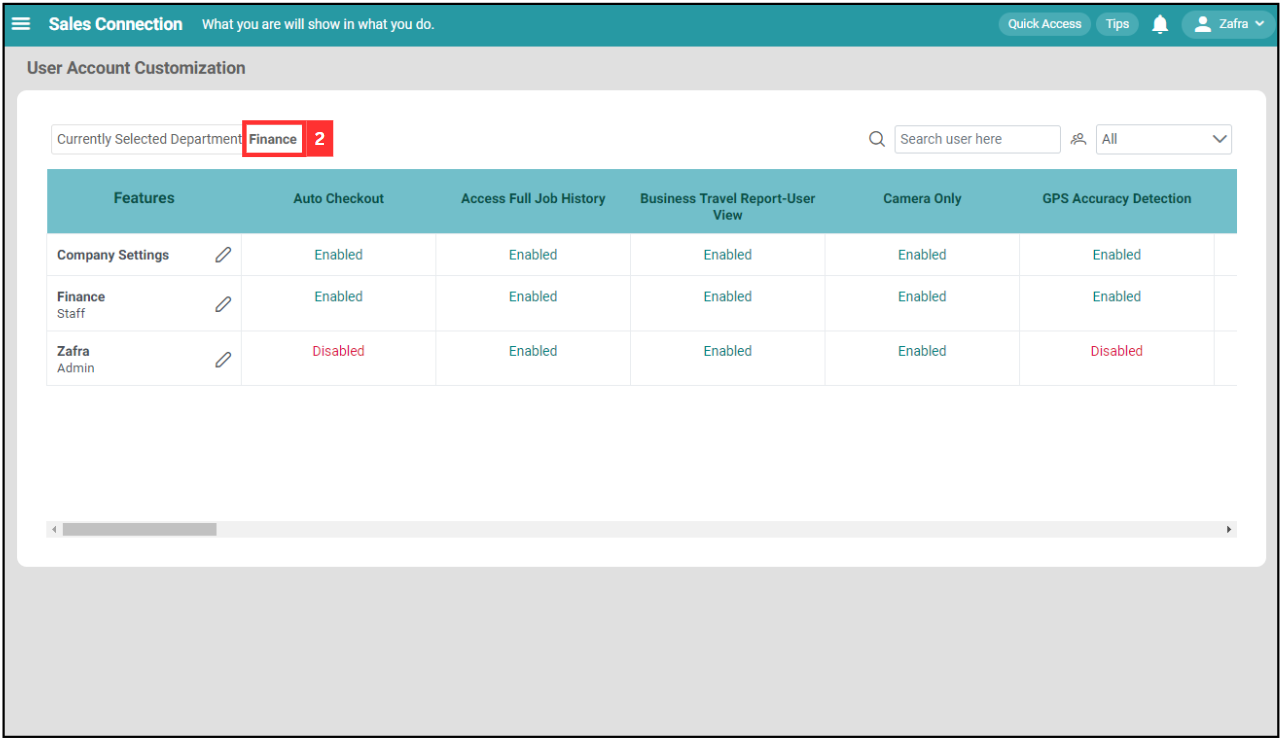 Sales Connection What you are will show in what you do. Quick Access Tips Zafra
User Account Customization
Currently Selected Department Finance 2 Search user here All
Features Auto Checkout Access Full Job History Business Travel Report-User View Camera Only GPS Accuracy Detection
Company Settings Enabled Enabled Enabled Enabled Enabled
Finance Enabled Enabled Enabled Enabled Enabled
Staff
Zafra Disabled Enabled Enabled Enabled Disabled
Admin